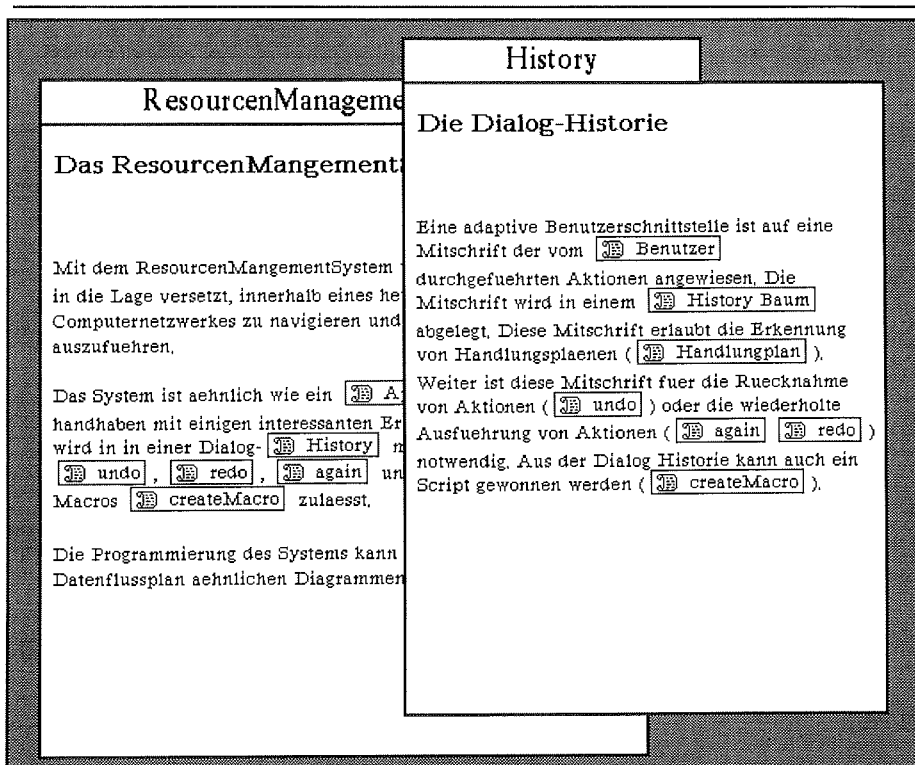 ResourcenManageme
Das ResourcenMangement
Mit dem ResourcenMangementSystem
in die Lage versetzt, innerhalb eines he
Computernetzwerkes zu navigieren und
auszufuehren.
Das System ist aehnlich wie ein A
handhaben mit einigen interessanten Er
wird in in einer Dialog- History
undo , redo , again un
Macros createMacro zulaesst.
Die Programmierung des Systems kann
Datenflussplan aehnlichen Diagrammen
History
Die Dialog-Historie
Eine adaptive Benutzerschnittstelle ist auf eine
Mitschrift der vom Benutzer
durchgefuehrten Aktionen angewiesen. Die
Mitschrift wird in einem History Baum
abgelegt. Diese Mitschrift erlaubt die Erkennung
von Handlungsplaenen ( Handlungplan ).
Weiter ist diese Mitschrift fuer die Ruecknahme
von Aktionen ( undo ) oder die wiederholte
Ausfuehrung von Aktionen ( again redo )
notwendig. Aus der Dialog Historie kann auch ein
Script gewonnen werden ( createMacro ).